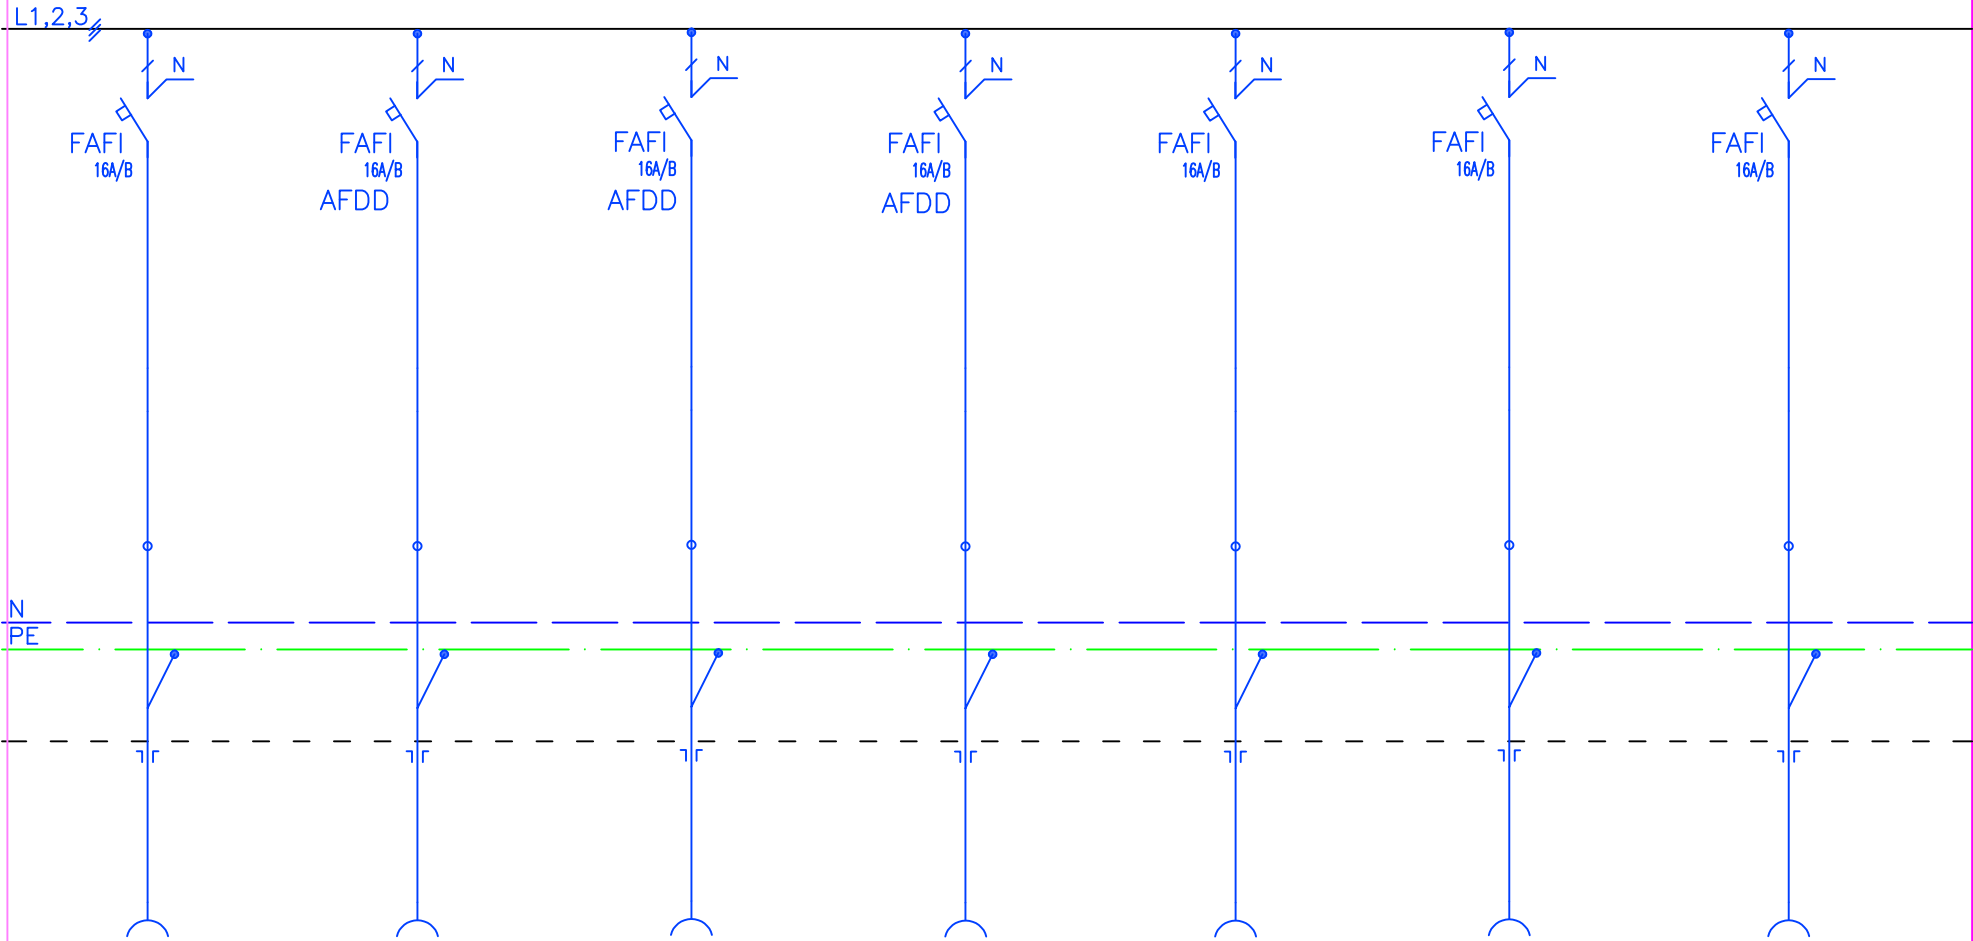 L1,2,3
N N N N N N N
FAFI FAFI FAFI FAFI FAFI FAFI FAFI
16A/B 16A/B 16A/B 16A/B 16A/B 16A/B 16A/B
AFDD AFDD AFDD
N
PE